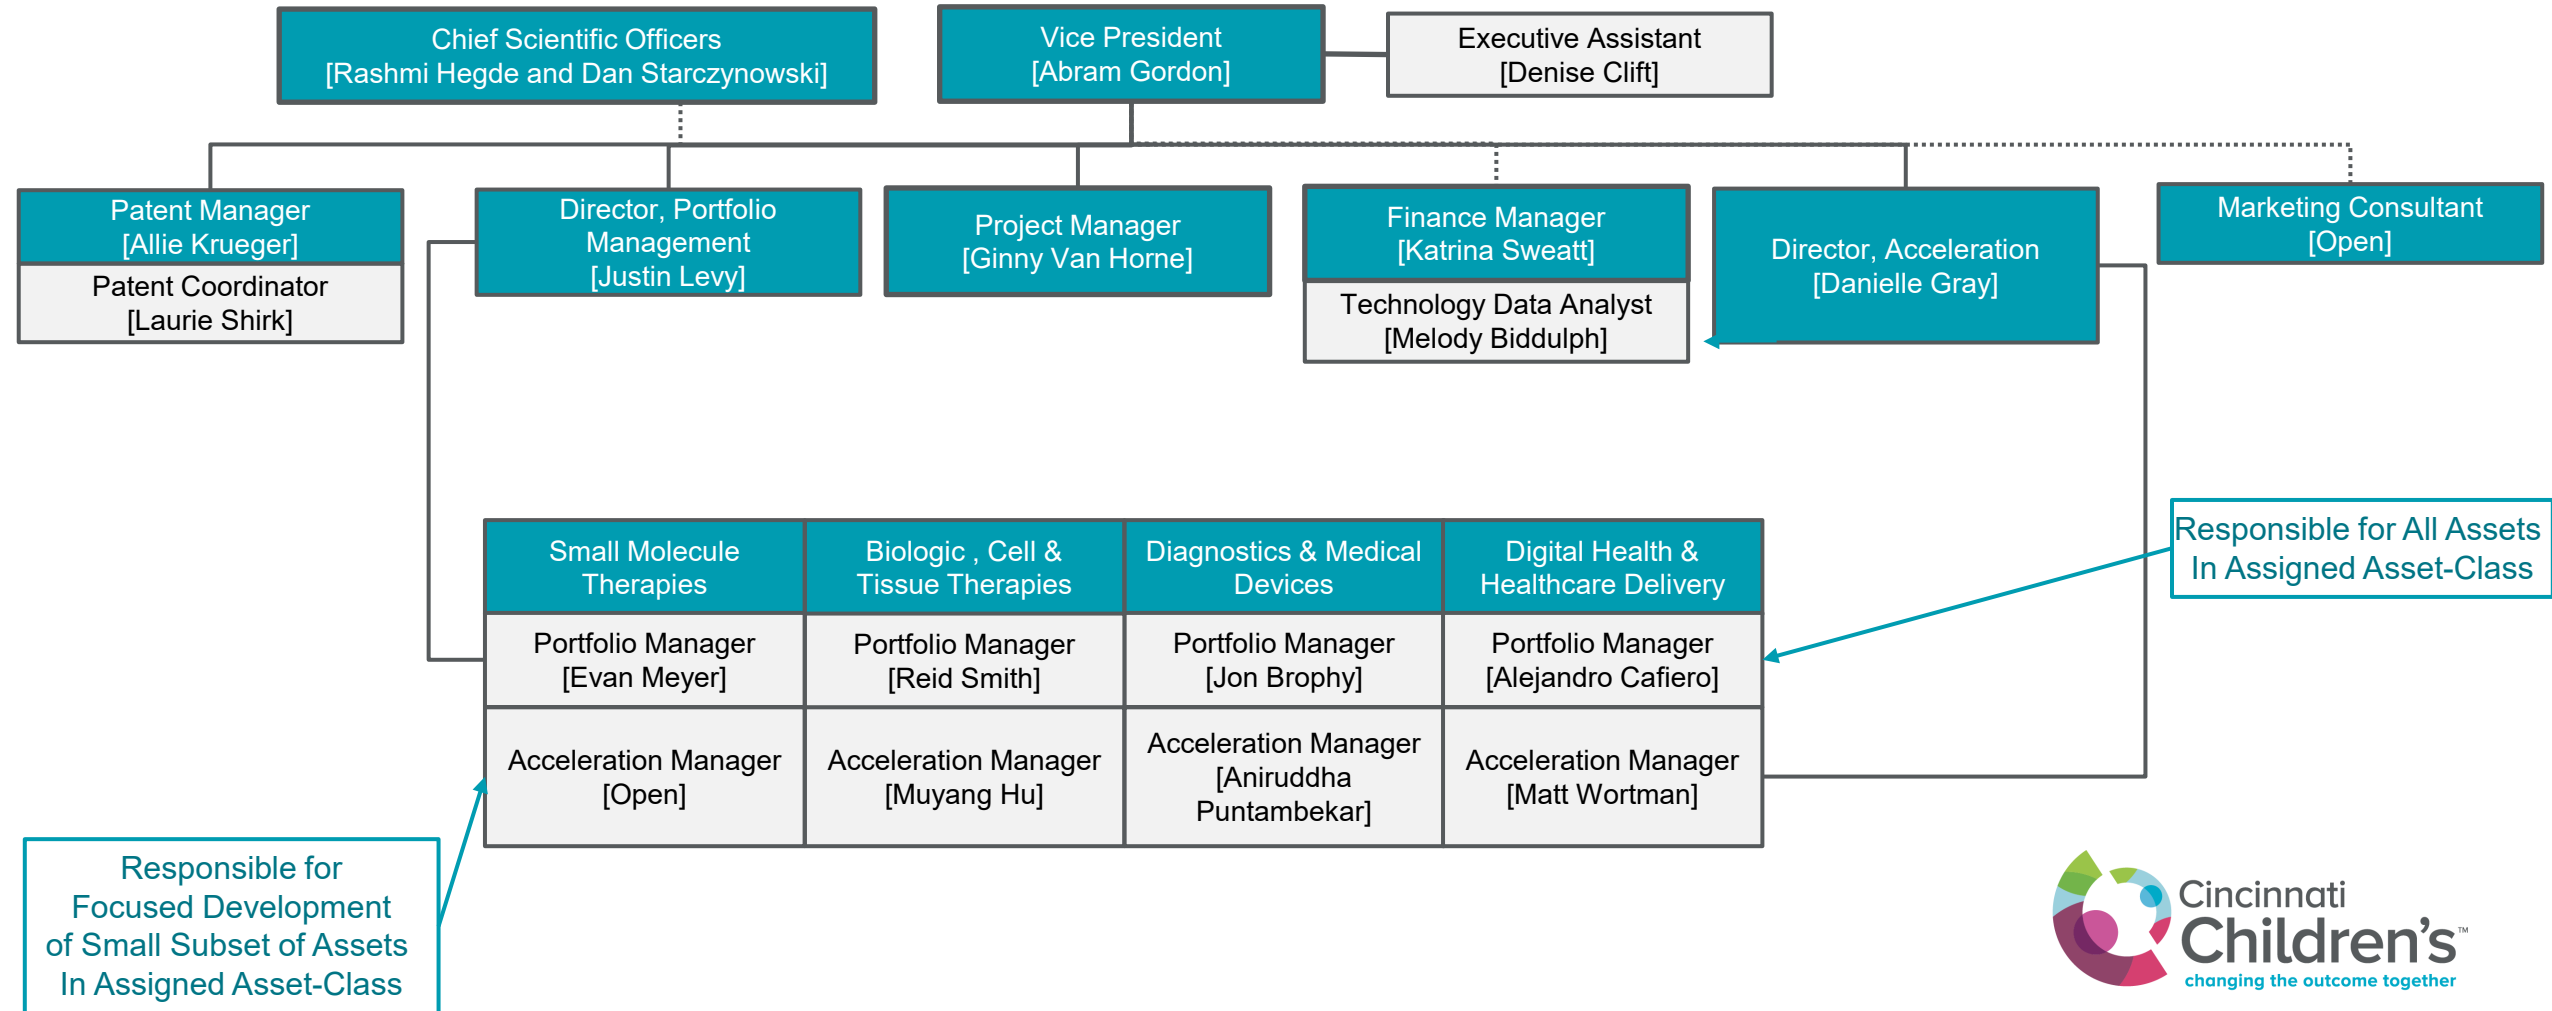 Chief Scientific Officers
[Rashmi Hegde and Dan Starczynowski]
Vice President
[Abram Gordon]
Executive Assistant
[Denise Clift]
Patent Manager
[Allie Krueger]
Patent Coordinator
[Laurie Shirk]
Director, Portfolio
Management
[Justin Levy]
Project Manager
[Ginny Van Horne]
Finance Manager
[Katrina Sweatt]
Technology Data Analyst
[Melody Biddulph]
Director, Acceleration
[Danielle Gray]
Marketing Consultant
[Open]
Responsible for All Assets
In Assigned Asset-Class
Small Molecule
Therapies
Biologic , Cell &
Tissue Therapies
Diagnostics & Medical
Devices
Digital Health &
Healthcare Delivery
Portfolio Manager
[Evan Meyer]
Portfolio Manager
[Reid Smith]
Portfolio Manager
[Jon Brophy]
Portfolio Manager
[Alejandro Cafiero]
Acceleration Manager
[Open]
Acceleration Manager
[Muyang Hu]
Acceleration Manager
[Aniruddha
Puntambekar]
Acceleration Manager
[Matt Wortman]
Responsible for
Focused Development
of Small Subset of Assets
In Assigned Asset-Class
Cincinnati
Children's™
changing the outcome together